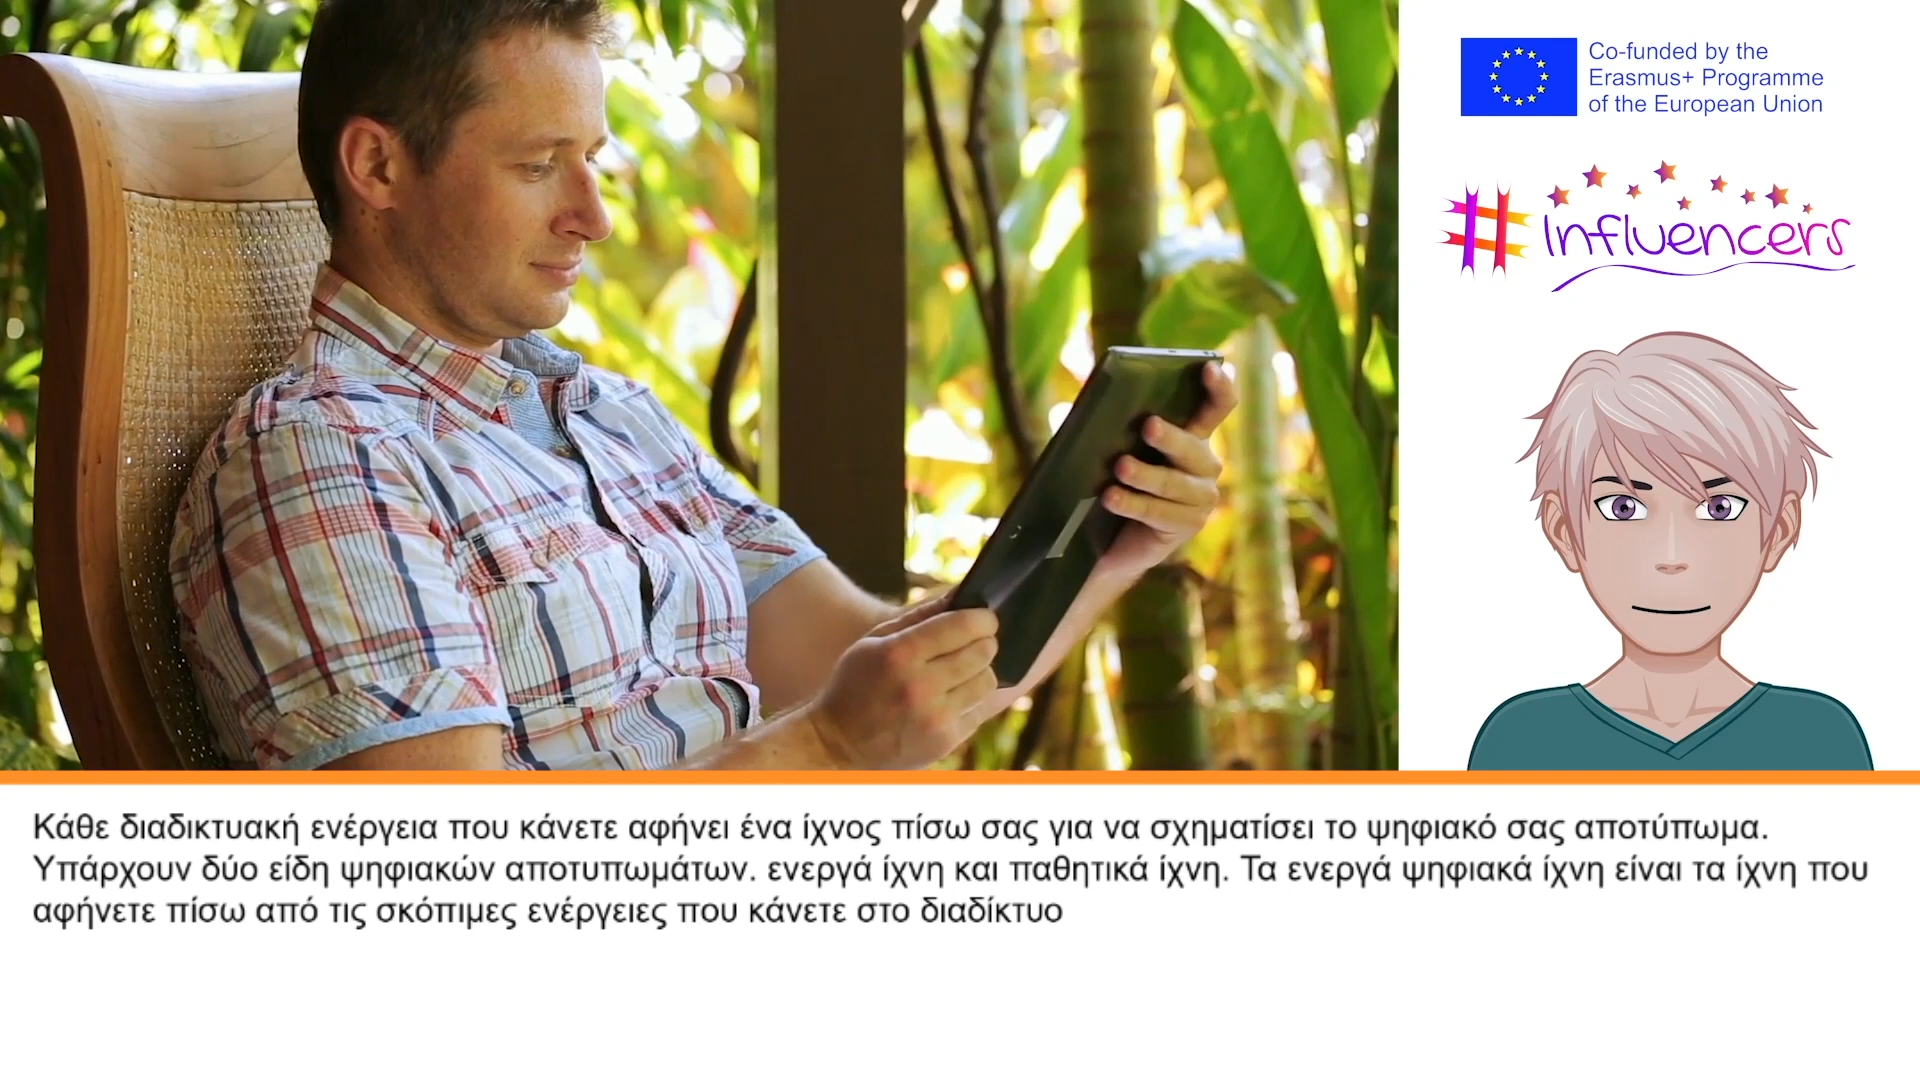 Co-funded by the
Erasmus+ Programme
of the European Union
#Influencers
Κάθε διαδικτυακή ενέργεια που κάνετε αφήνει ένα ίχνος πίσω σας για να σχηματίσει το ψηφιακό σας αποτύπωμα.
Υπάρχουν δύο είδη ψηφιακών αποτυπωμάτων. ενεργά ίχνη και παθητικά ίχνη. Τα ενεργά ψηφιακά ίχνη είναι τα ίχνη που
αφήνετε πίσω από τις σκόπιμες ενέργειες που κάνετε στο διαδίκτυο